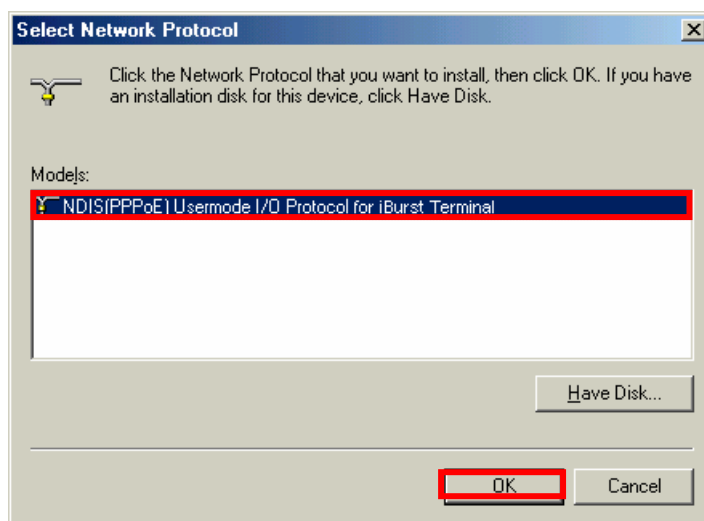 Select Network Protocol
Click the Network Protocol that you want to install, then click OK. If you have
an installation disk for this device, click Have Disk.
Models:
NDIS(PPPoE) Usermode I/O Protocol for iBurst Terminal
Have Disk...
OK
Cancel